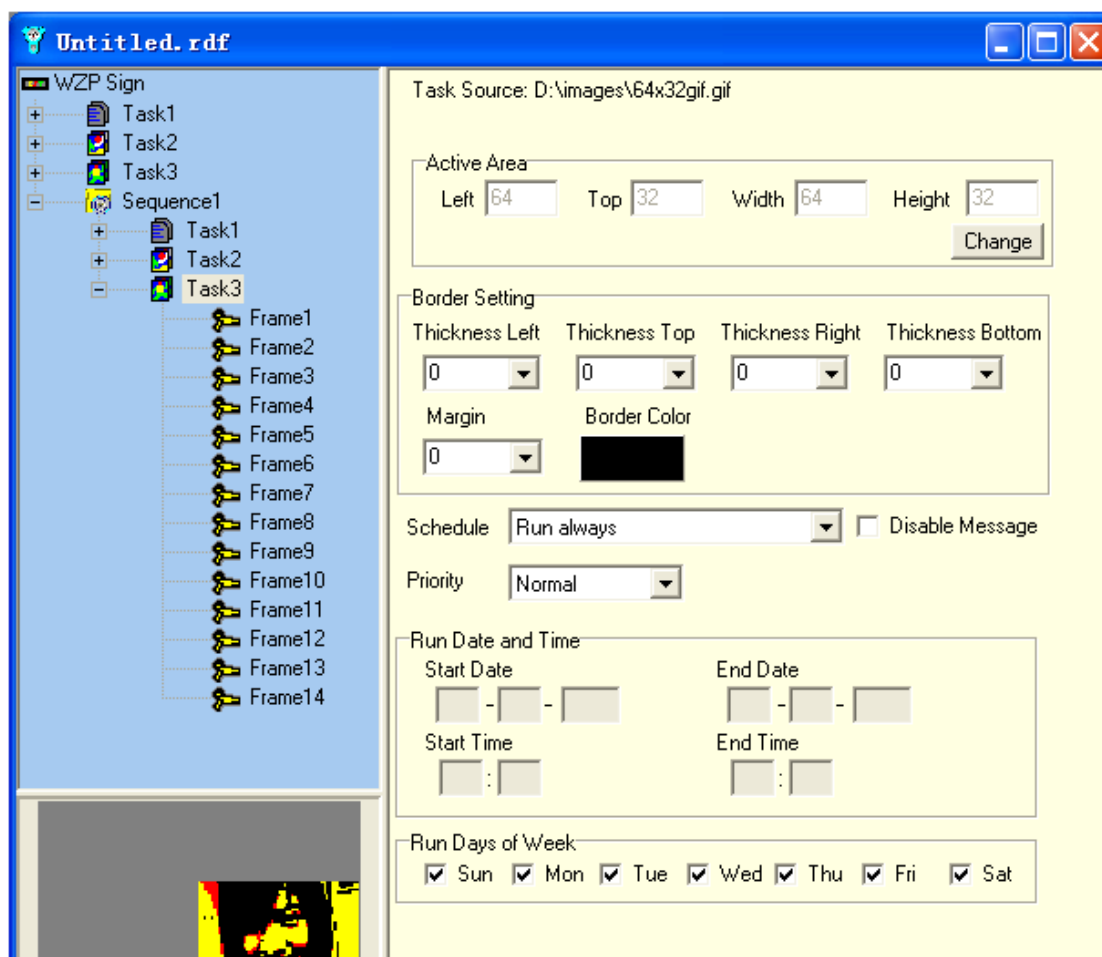 Untitled.rdf
WZP Sign
Task1
Task2
Task3
Sequence1
Task1
Task2
Task3
Frame1
Frame2
Frame3
Frame4
Frame5
Frame6
Frame7
Frame8
Frame9
Frame10
Frame11
Frame12
Frame13
Frame14
Task Source: D:\images\64x32gif.gif
Active Area
Left 64 Top 32 Width 64 Height 32
Change
Border Setting
Thickness Left Thickness Top Thickness Right Thickness Bottom
0 0 0 0
Margin Border Color
0
Schedule Run always Disable Message
Priority Normal
Run Date and Time
Start Date End Date
- - - -
Start Time End Time
: :
Run Days of Week
Sun Mon Tue Wed Thu Fri Sat